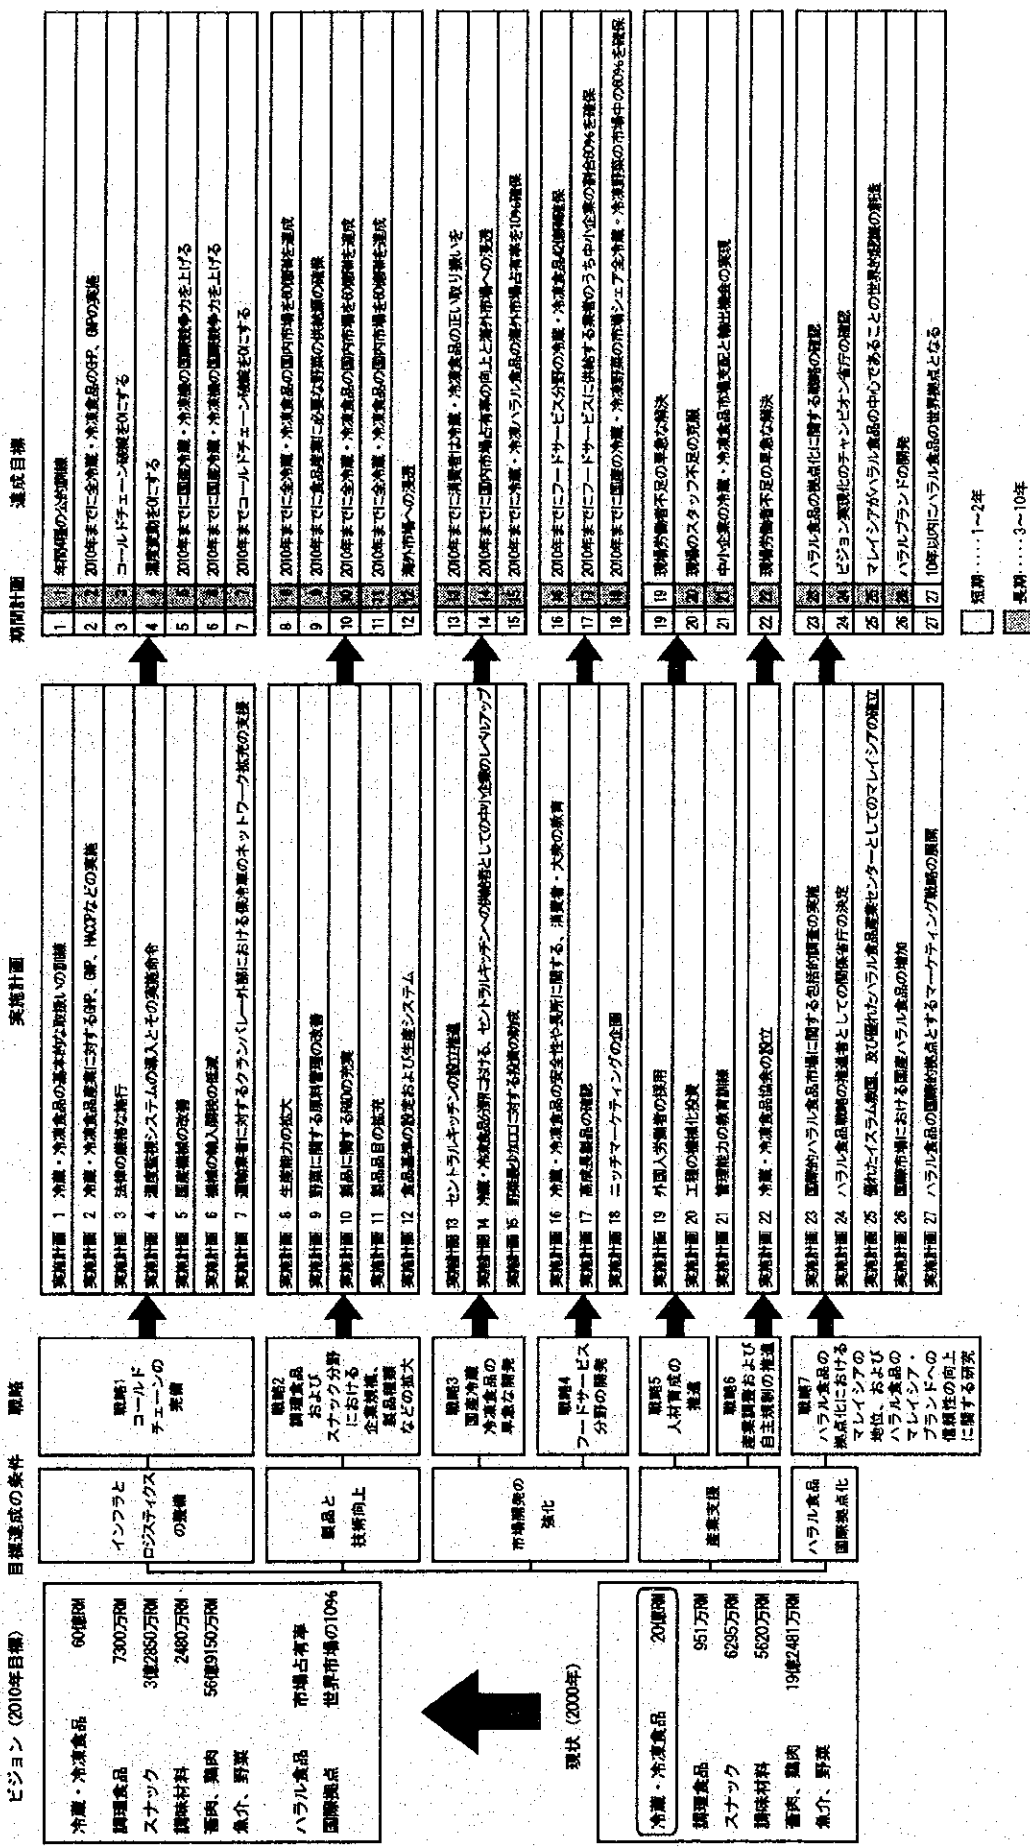 ビジョン（2010年目標）
冷蔵・冷凍食品 60億RM
調理食品 7300万RM
スナック 3億2850万RM
調味材料 2480万RM
畜肉、鶏肉 56億9150万RM
魚介、野菜
ハラル食品 市場占有率
国際拠点 世界市場の10%
現状（2000年）
冷蔵・冷凍食品 20億RM
調理食品 951万RM
スナック 6295万RM
調味材料 5620万RM
畜肉、鶏肉 19億2481万RM
魚介、野菜
目標達成の条件
インフラと
ロジスティクス
の整備
製品と
技術向上
市場開発の
強化
産業支援
ハラル食品
国際拠点化
戦略
戦略1
コールド
チェーンの
完備
戦略2
調理食品
および
スナック分野
における
企業規模、
製品種類
などの拡大
戦略3
国産冷蔵
冷凍食品の
早急な開発
戦略4
フードサービス
分野の開発
戦略5
人材育成の
推進
戦略6
産業調整および
自主規制の推進
戦略7
ハラル食品の
拠点化における
マレイシアの
地位、および
ハラル食品の
マレイシア・
ブランドへの
信頼性の向上
に関する研究
実施計画
実施計画 1 冷蔵・冷凍食品の基本的な取扱いの訓練
実施計画 2 冷蔵・冷凍食品産業に対するGHP、GMP、HACCPなどの実施
実施計画 3 法律の厳格な施行
実施計画 4 温度監視システムの導入とその実施命令
実施計画 5 国産機械の改善
実施計画 6 機械の輸入関税の低減
実施計画 7 運輸業者に対するクランバレー外部における保冷車のネットワーク拡充の支援
実施計画 8 生産能力の拡大
実施計画 9 野菜に関する原料管理の改善
実施計画 10 製品に関するR&Dの充実
実施計画 11 製品品目の拡充
実施計画 12 食品基準の設定および生産システム
実施計画 13 セントラルキッチンの設立推進
実施計画 14 冷蔵・冷凍食品の業界における、セントラルキッチンへの供給者としての中小企業のレベルアップ
実施計画 15 野菜最少加工に対する投資の助成
実施計画 16 冷蔵・冷凍食品の安全性や長所に関する、消費者・大衆の教育
実施計画 17 高成長製品の確認
実施計画 18 ニッチマーケティングの企画
実施計画 19 外国人労働者の採用
実施計画 20 工程の機械化投資
実施計画 21 管理能力の教育訓練
実施計画 22 冷蔵・冷凍食品協会の設立
実施計画 23 国際的ハラル食品市場に関する包括的調査の実施
実施計画 24 ハラル食品戦略の推進者としての関係省庁の決定
実施計画 25 優れたイスラム教国、及び優れたハラル食品産業センターとしてのマレイシアの確立
実施計画 26 国際市場における国産ハラル食品の増加
実施計画 27 ハラル食品の国際的拠点とするマーケティング戦略の展開
期間計画 達成目標
1 1 年間4種の公的訓練
2 2 2010年までに全冷蔵・冷凍食品のGHP、GMPの実施
3 3 コールドチェーン破綻を0にする
4 4 温度変動を0にする
5 5 2010年までに国産冷蔵・冷凍機の国際競争力を上げる
6 6 2010年までに国産冷蔵・冷凍機の国際競争力を上げる
7 7 2010年までにコールドチェーン破綻を0にする
8 8 2010年までに全冷蔵・冷凍食品の国内市場を60億RMを達成
9 9 2010年までに食品産業に必要な野菜の供給源の確保
10 10 2010年までに全冷蔵・冷凍食品の国内市場を60億RMを達成
11 11 2010年までに全冷蔵・冷凍食品の国内市場を60億RMを達成
12 12 海外市場への浸透
13 13 2010年までに消費者は冷蔵・冷凍食品の正い取り扱いを
14 14 2010年までに国内市場占有率の向上と海外市場への浸透
15 15 2010年までに冷蔵・冷凍ハラル食品の海外市場占有率を10%確保
16 16 2010年までにフードサービス分野の冷蔵・冷凍食品42億RM確保
17 17 2010年までにフードサービスに供給する業者のうち中小企業の割合60%を確保
18 18 2010年までに国産の冷蔵・冷凍野菜の市場シェア全冷蔵・冷凍野菜の市場中の60%を確保
19 現場労働者不足の早急な解決
20 20 現場のスタッフ不足の克服
21 21 中小企業の冷蔵・冷凍食品市場支配と輸出機会の実現
22 22 現場労働者不足の早急な解決
23 23 ハラル食品の拠点化に関する戦略の確認
24 24 ビジョン実現化のチャンピオン省庁の確認
25 25 マレイシアがハラル食品の中心であることの世界的認識の創造
26 26 ハラルブランドの開発
27 27 10年以内にハラル食品の世界拠点となる
短期・・・・1〜2年
長期・・・・3〜10年